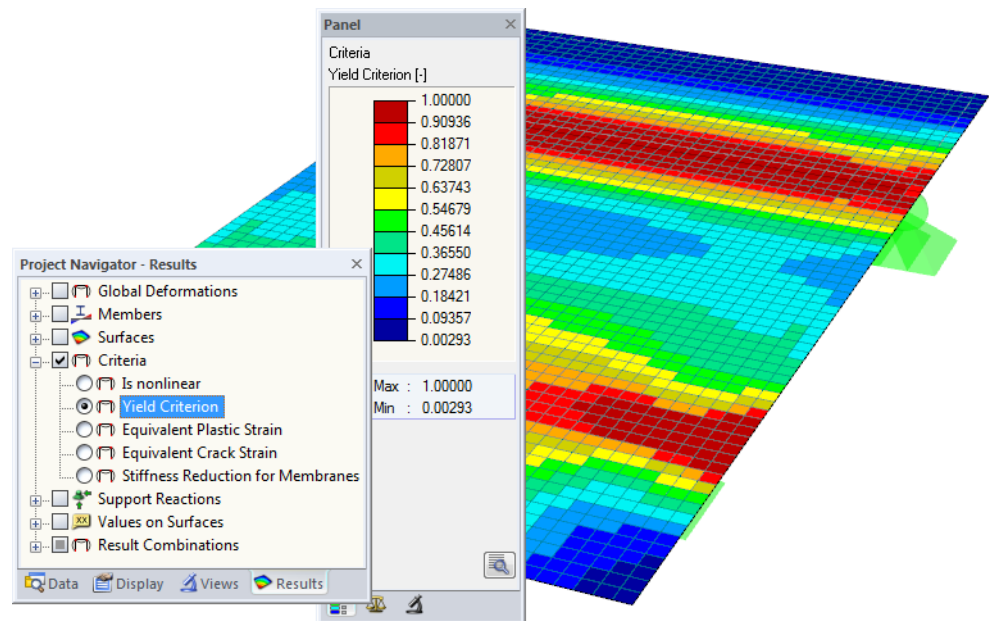 Panel
Criteria
Yield Criterion [-]
1.00000
0.90936
0.81871
0.72807
0.63743
0.54679
0.45614
0.36550
0.27486
0.18421
0.09357
0.00293
Max : 1.00000
Min : 0.00293
Project Navigator - Results
Global Deformations
Members
Surfaces
Criteria
Is nonlinear
Yield Criterion
Equivalent Plastic Strain
Equivalent Crack Strain
Stiffness Reduction for Membranes
Support Reactions
Values on Surfaces
Result Combinations
Data Display Views Results